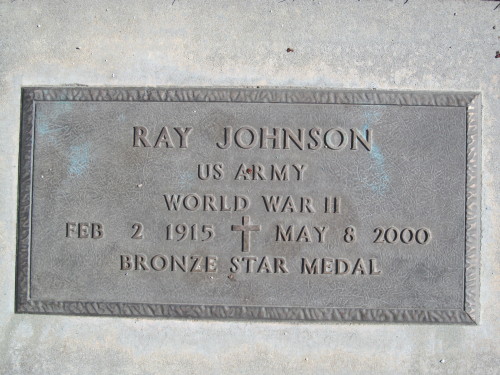 RAY JOHNSON
US ARMY
WORLD WAR II
FEB 2 1915 MAY 8 2000
BRONZE STAR MEDAL